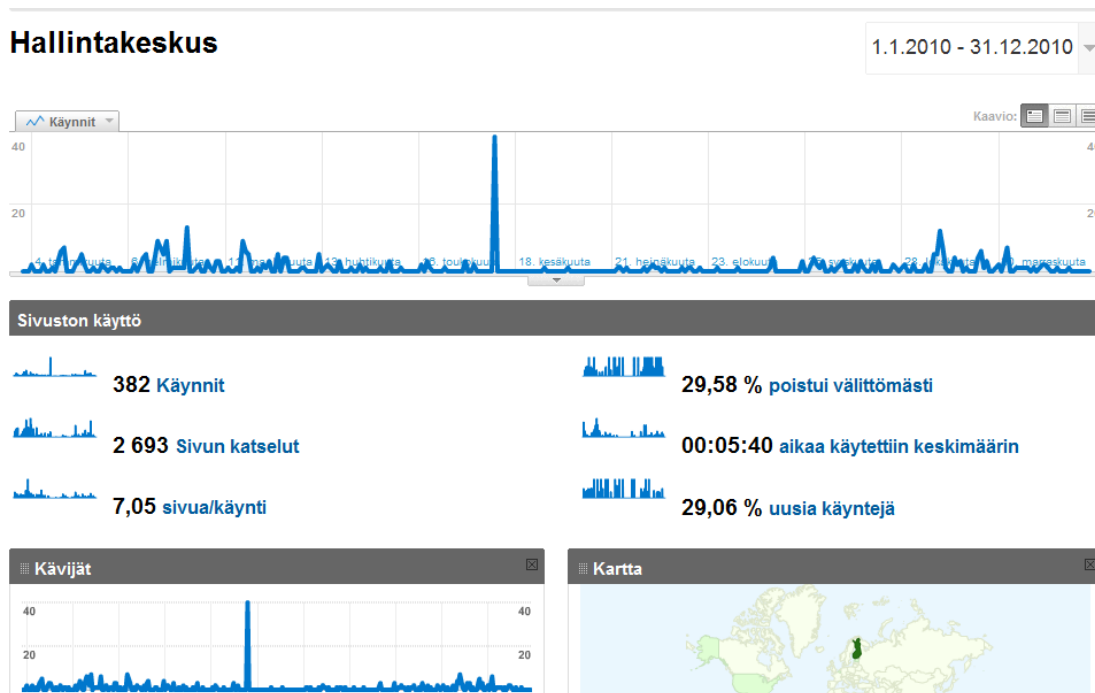 Hallintakeskus
1.1.2010 - 31.12.2010
Käynnit
Kaavio:
40
20
18. kesäkuuta
21. heinäkuuta
23. elokuuta
Sivuston käyttö
382 Käynnit
29,58 % poistui välittömästi
2 693 Sivun katselut
00:05:40 aikaa käytettiin keskimäärin
7,05 sivua/käynti
29,06 % uusia käyntejä
Kävijät
Kartta
40 40
20 20